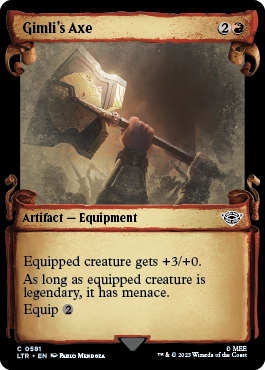 Gimli's Axe 2
Artifact — Equipment
Equipped creature gets +3/+0.
As long as equipped creature is
legendary, it has menace.
Equip 2
C 0581 & MEE
LTR • EN Pablo Mendoza ™ & © 2023 Wizards of the Coast